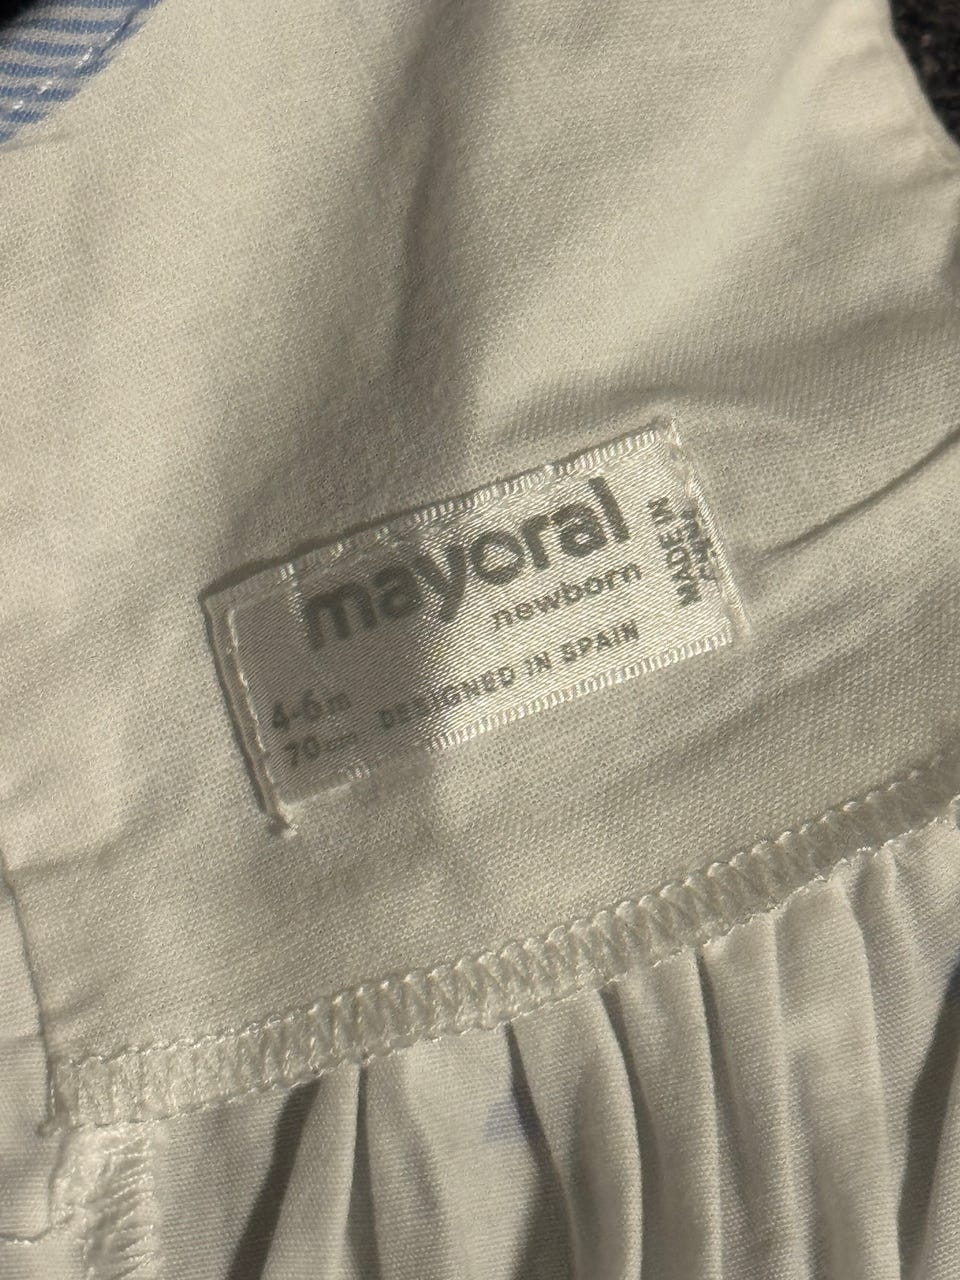 mayoral
newborn
DESIGNED IN SPAIN
4-6m
70cm
MADE IN